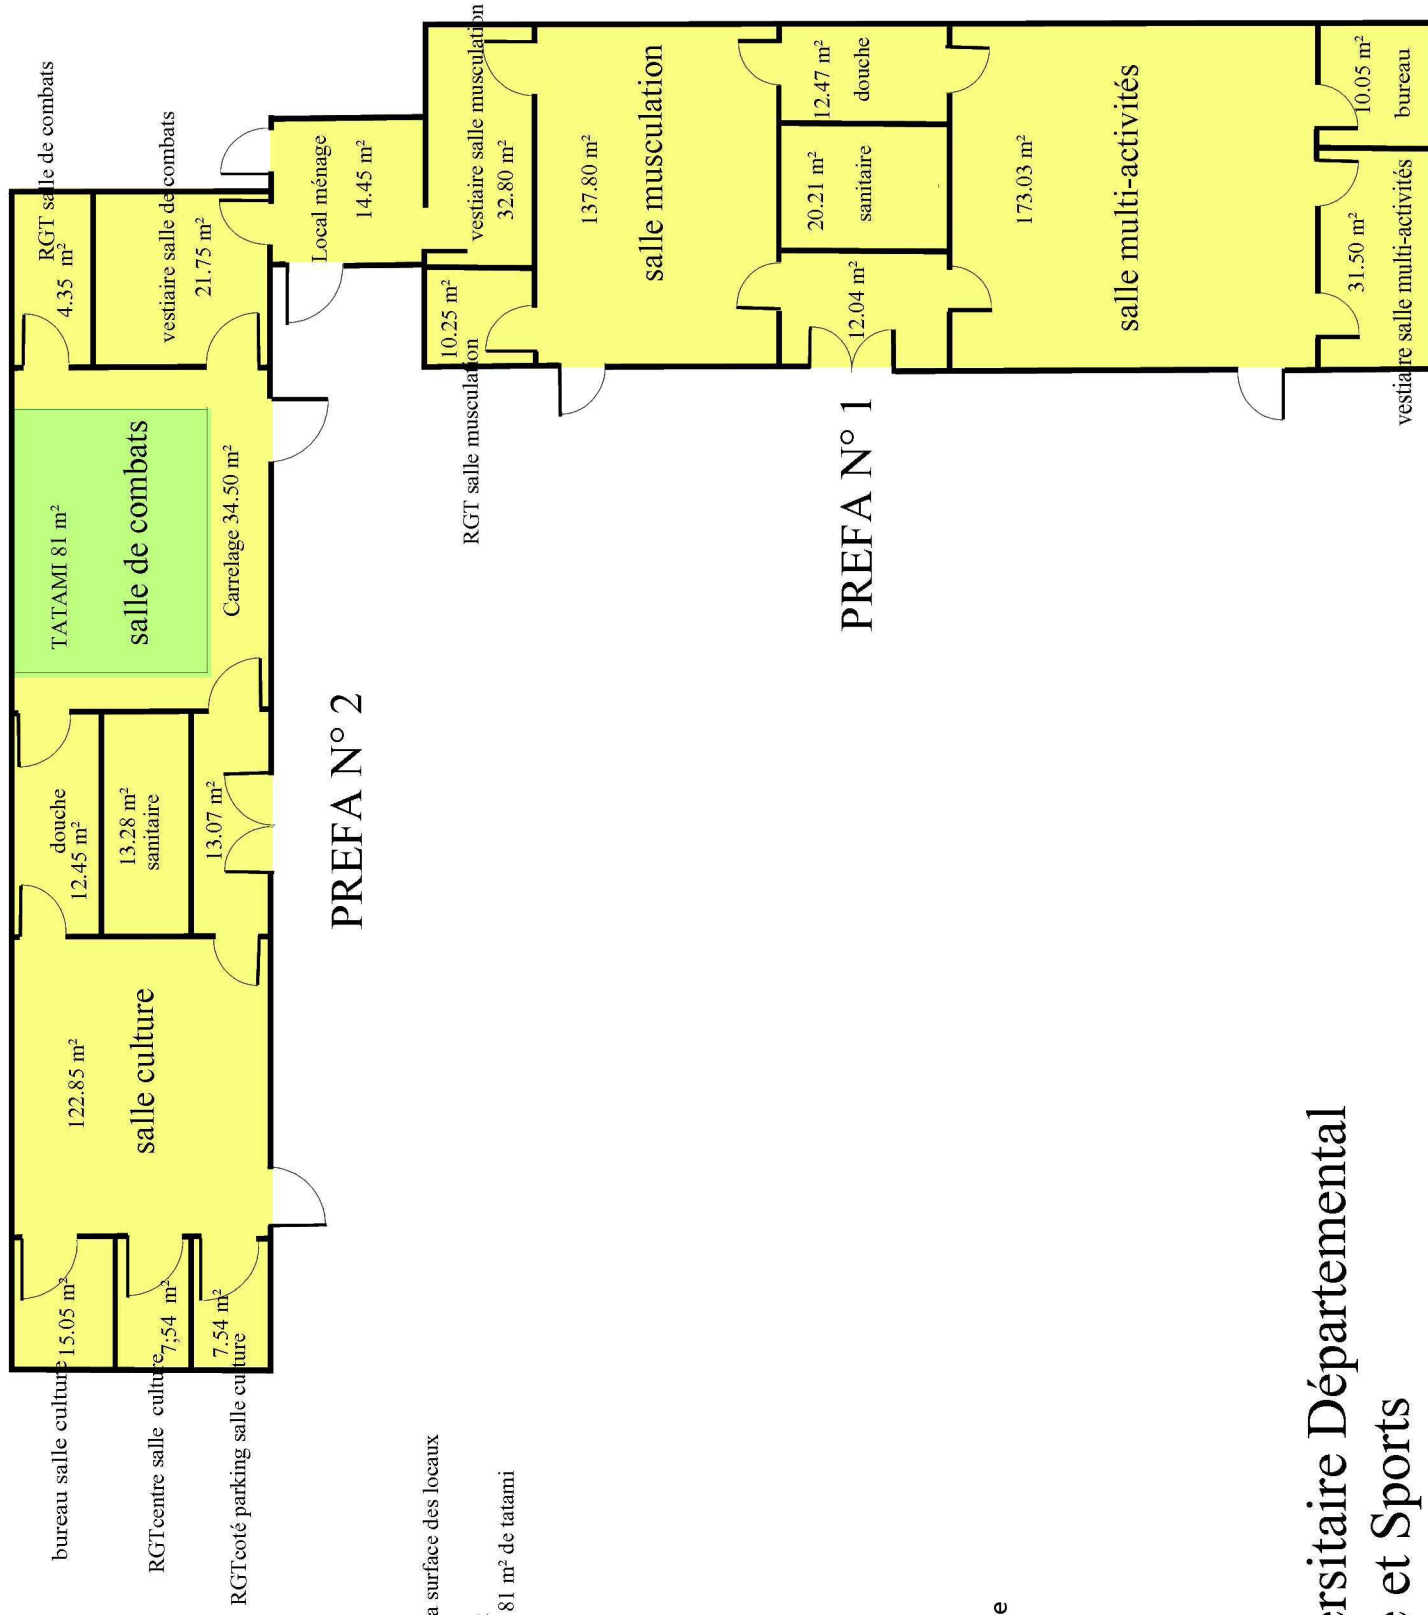 RGT salle de combats
4.35 m²
vestiaire salle de combats
21.75 m²
Local ménage
14.45 m²
vestiaire salle musculation
32.80 m²
10.25 m²
RGT salle musculation
137.80 m²
salle musculation
12.47 m²
douche
20.21 m²
sanitaire
12.04 m²
173.03 m²
salle multi-activités
10.05 m²
bureau
31.50 m²
vestiaire salle multi-activités
TATAMI 81 m²
salle de combats
Carrelage 34.50 m²
PREFA N° 1
douche
12.45 m²
13.28 m²
sanitaire
13.07 m²
PREFA N° 2
122.85 m²
salle culture
15.05 m²
bureau salle culture
7;54 m²
RGTcentre salle culture
7.54 m²
RGTcoté parking salle culture
a surface des locaux
81 m² de tatami
e
ersitaire Départemental
e et Sports